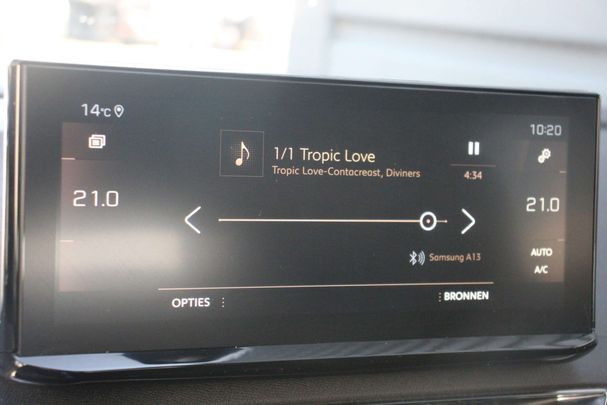 14°C
10:20
1/1 Tropic Love
Tropic Love-Contacreast, Diviners
4:34
21.0
21.0
Samsung A13
AUTO
A/C
OPTIES
BRONNEN